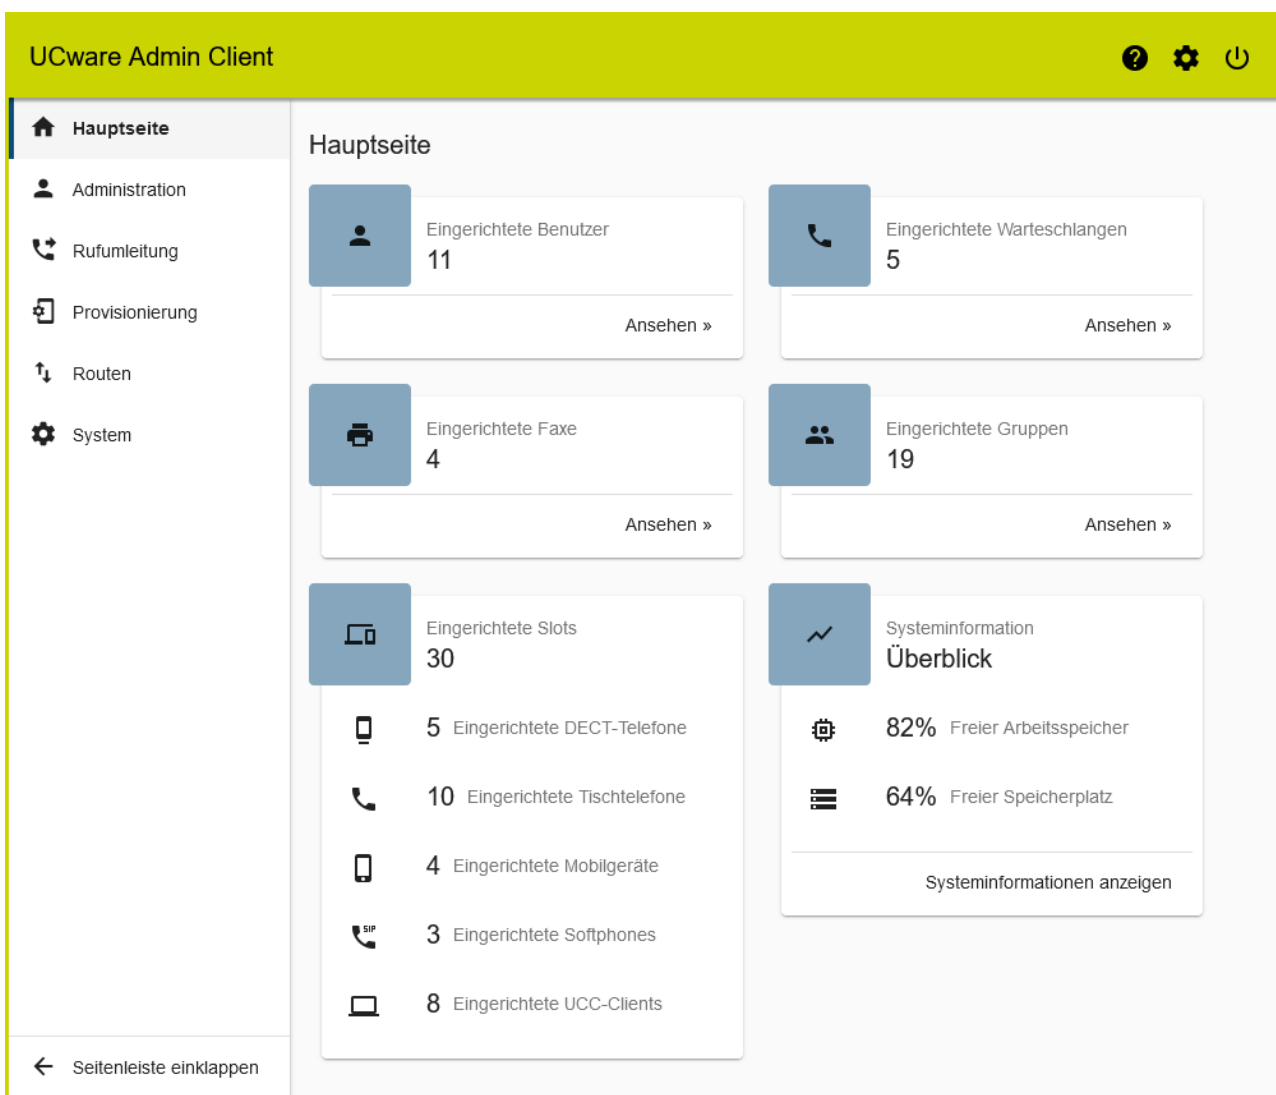 UCware Admin Client
Hauptseite
Administration
Rufumleitung
Provisionierung
Routen
System
Seitenleiste einklappen
Hauptseite
Eingerichtete Benutzer
11
Ansehen »
Eingerichtete Warteschlangen
5
Ansehen »
Eingerichtete Faxe
4
Ansehen »
Eingerichtete Gruppen
19
Ansehen »
Eingerichtete Slots
30
5 Eingerichtete DECT-Telefone
10 Eingerichtete Tischtelefone
4 Eingerichtete Mobilgeräte
SIP
3 Eingerichtete Softphones
8 Eingerichtete UCC-Clients
Systeminformation
Überblick
82% Freier Arbeitsspeicher
64% Freier Speicherplatz
Systeminformationen anzeigen